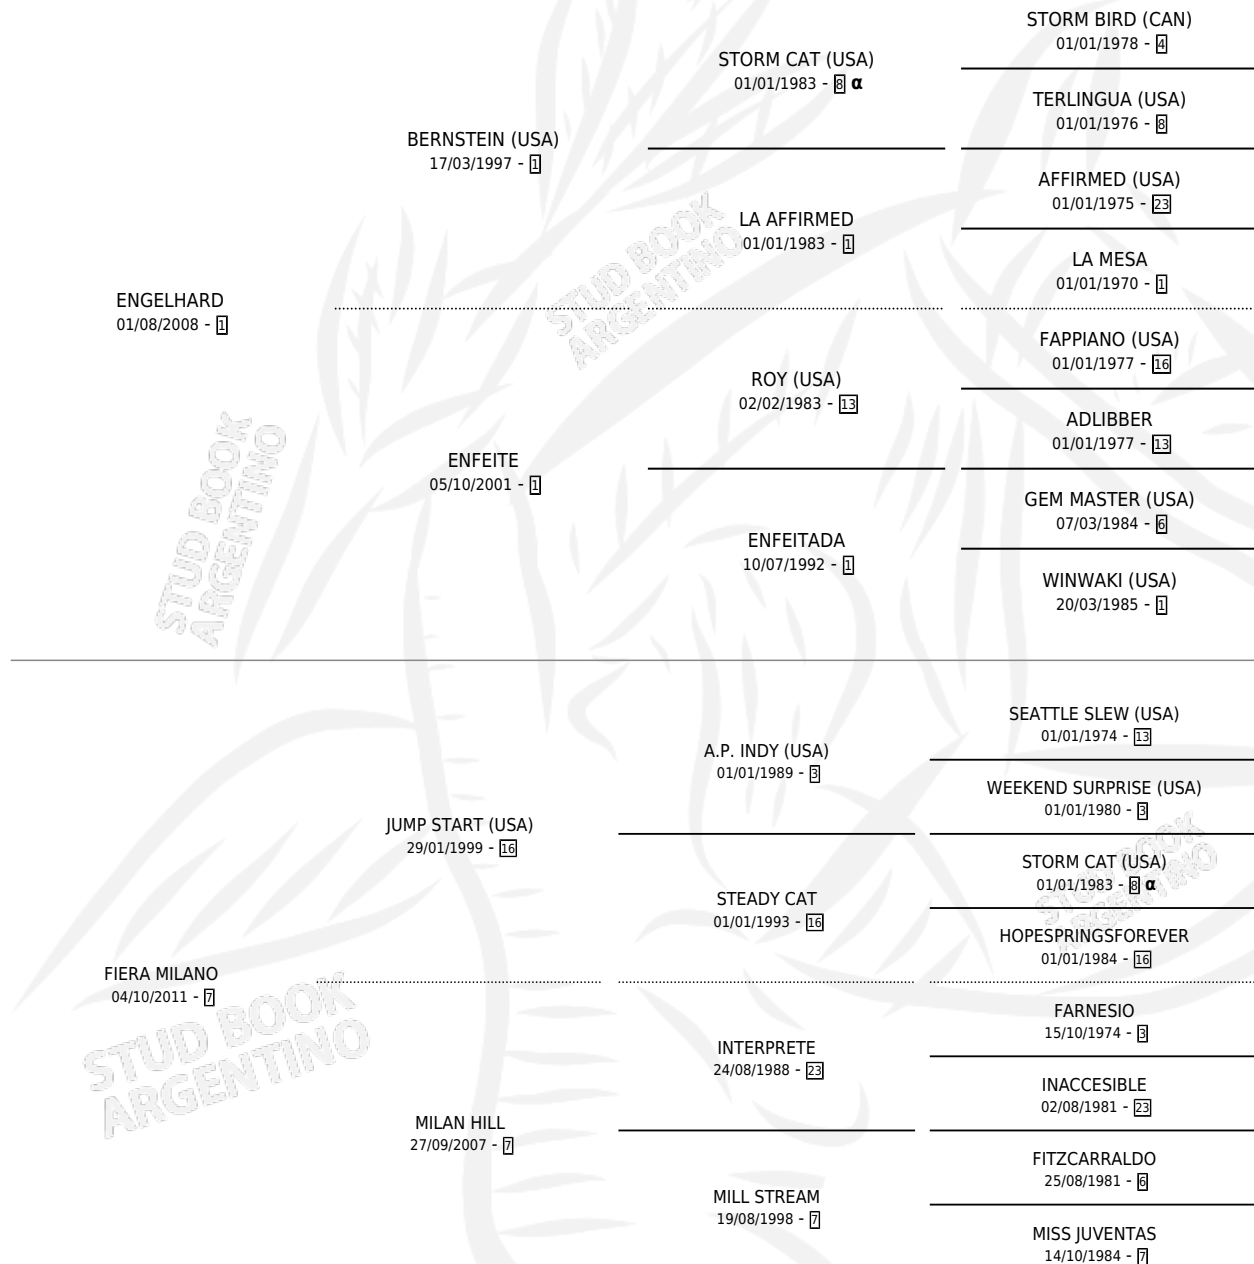 STORM BIRD (CAN)
01/01/1978 - 4
STORM CAT (USA)
01/01/1983 - 8 α
TERLINGUA (USA)
01/01/1976 - 8
BERNSTEIN (USA)
17/03/1997 - 1
AFFIRMED (USA)
01/01/1975 - 23
LA AFFIRMED
01/01/1983 - 1
LA MESA
01/01/1970 - 1
ENGELHARD
01/08/2008 - 1
FAPPIANO (USA)
01/01/1977 - 16
ROY (USA)
02/02/1983 - 13
ADLIBBER
01/01/1977 - 13
ENFEITE
05/10/2001 - 1
GEM MASTER (USA)
07/03/1984 - 6
ENFEITADA
10/07/1992 - 1
WINWAKI (USA)
20/03/1985 - 1
STUD BOOK
ARGENTINO
STUD BOOK
ARGENTINO
SEATTLE SLEW (USA)
01/01/1974 - 13
A.P. INDY (USA)
01/01/1989 - 3
WEEKEND SURPRISE (USA)
01/01/1980 - 3
JUMP START (USA)
29/01/1999 - 16
STORM CAT (USA)
01/01/1983 - 8 α
STEADY CAT
01/01/1993 - 16
HOPESPRINGSFOREVER
01/01/1984 - 16
FIERA MILANO
04/10/2011 - 7
FARNESIO
15/10/1974 - 3
INTERPRETE
24/08/1988 - 23
INACCESIBLE
02/08/1981 - 23
MILAN HILL
27/09/2007 - 7
FITZCARRALDO
25/08/1981 - 6
MILL STREAM
19/08/1998 - 7
MISS JUVENTAS
14/10/1984 - 7
STUD BOOK
ARGENTINO
STUD BOOK
ARGENTINO